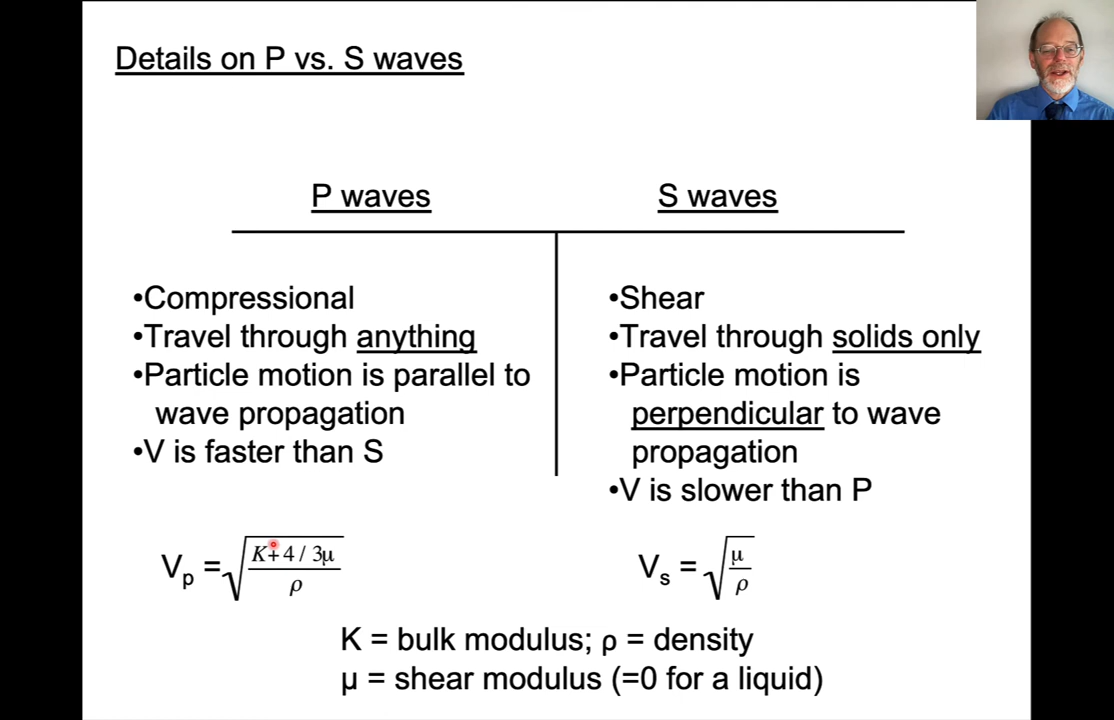 Details on P vs. S waves
P waves
S waves
•Compressional
•Travel through anything
•Particle motion is parallel to
wave propagation
•V is faster than S
•Shear
•Travel through solids only
•Particle motion is
perpendicular to wave
propagation
•V is slower than P
Vp = √((K+4 / 3μ)/ρ)
Vs = √(μ/ρ)
K = bulk modulus; ρ = density
μ = shear modulus (=0 for a liquid)